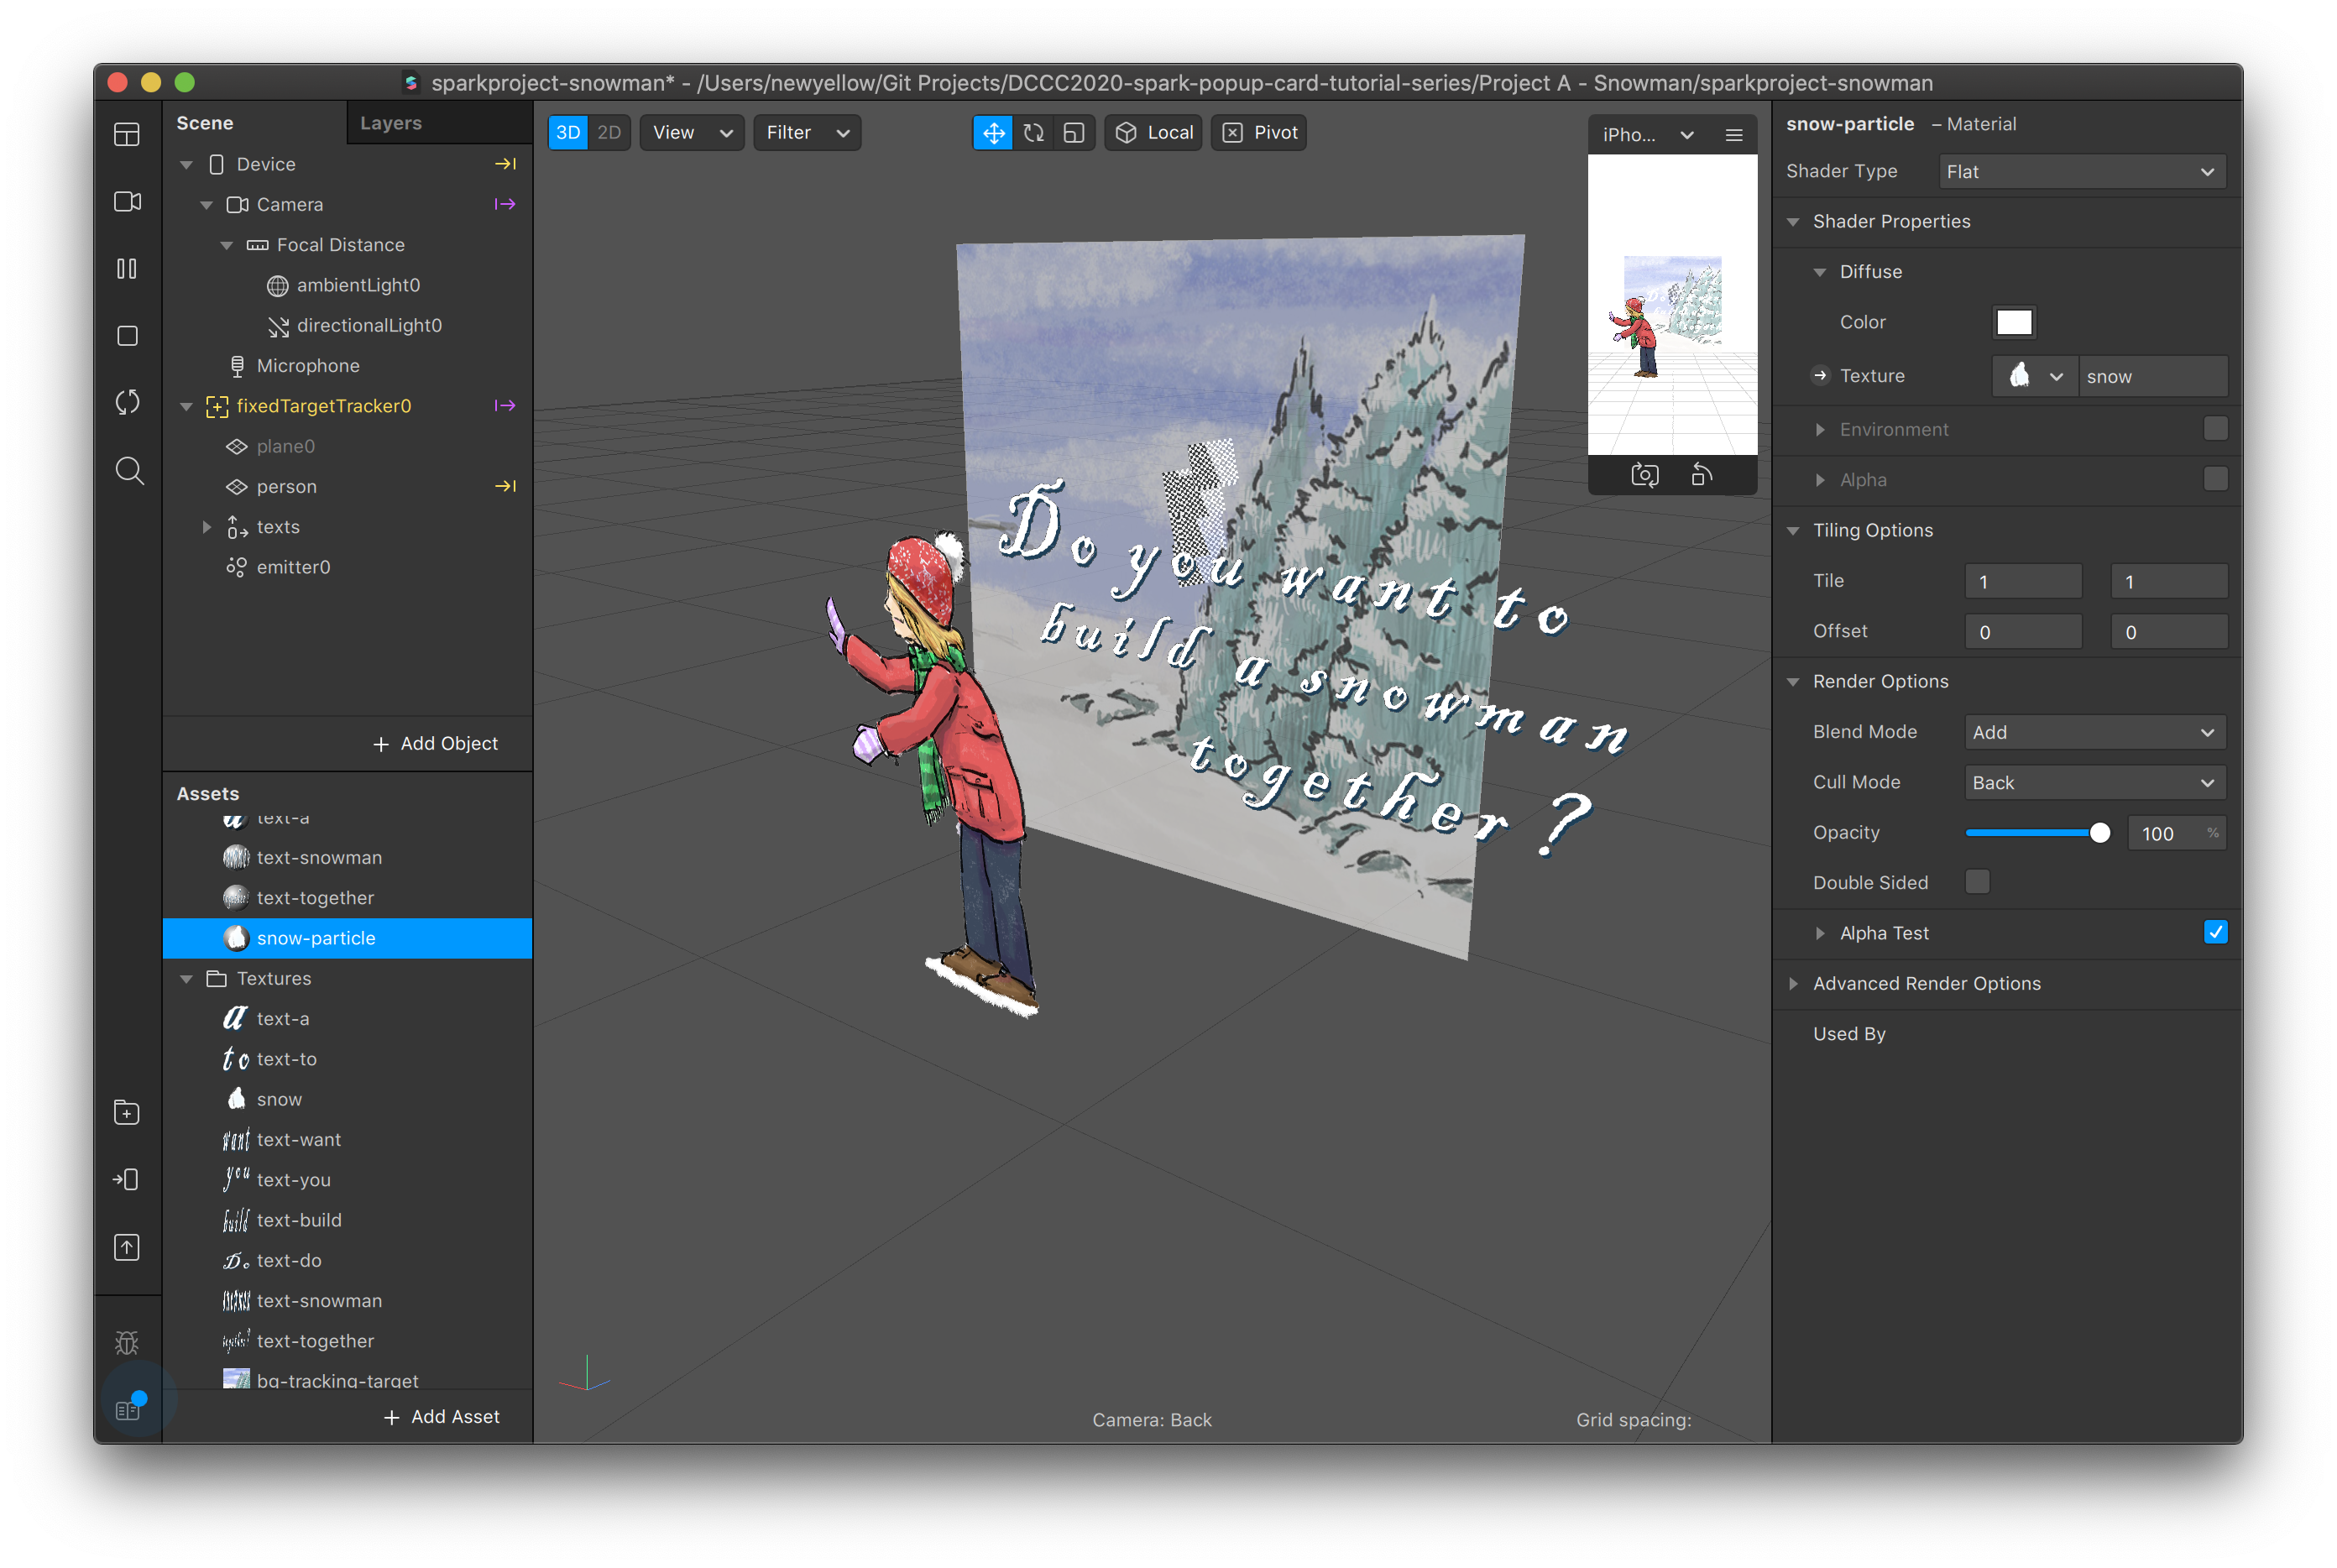 sparkproject-snowman* - /Users/newyellow/Git Projects/DCCC2020-spark-popup-card-tutorial-series/Project A - Snowman/sparkproject-snowman
Scene
Layers
Device
Camera
Focal Distance
ambientLight0
directionalLight0
Microphone
fixedTargetTracker0
plane0
person
texts
emitter0
+ Add Object
Assets
text-a
text-snowman
text-together
snow-particle
Textures
text-a
text-to
snow
text-want
text-you
text-build
text-do
text-snowman
text-together
bg-tracking-target
+ Add Asset
3D 2D View Filter Local Pivot
iPho...
Do you want to
build a snowman
together?
Camera: Back
Grid spacing:
snow-particle – Material
Shader Type Flat
Shader Properties
Diffuse
Color
Texture snow
Environment
Alpha
Tiling Options
Tile 1 1
Offset 0 0
Render Options
Blend Mode Add
Cull Mode Back
Opacity 100 %
Double Sided
Alpha Test
Advanced Render Options
Used By